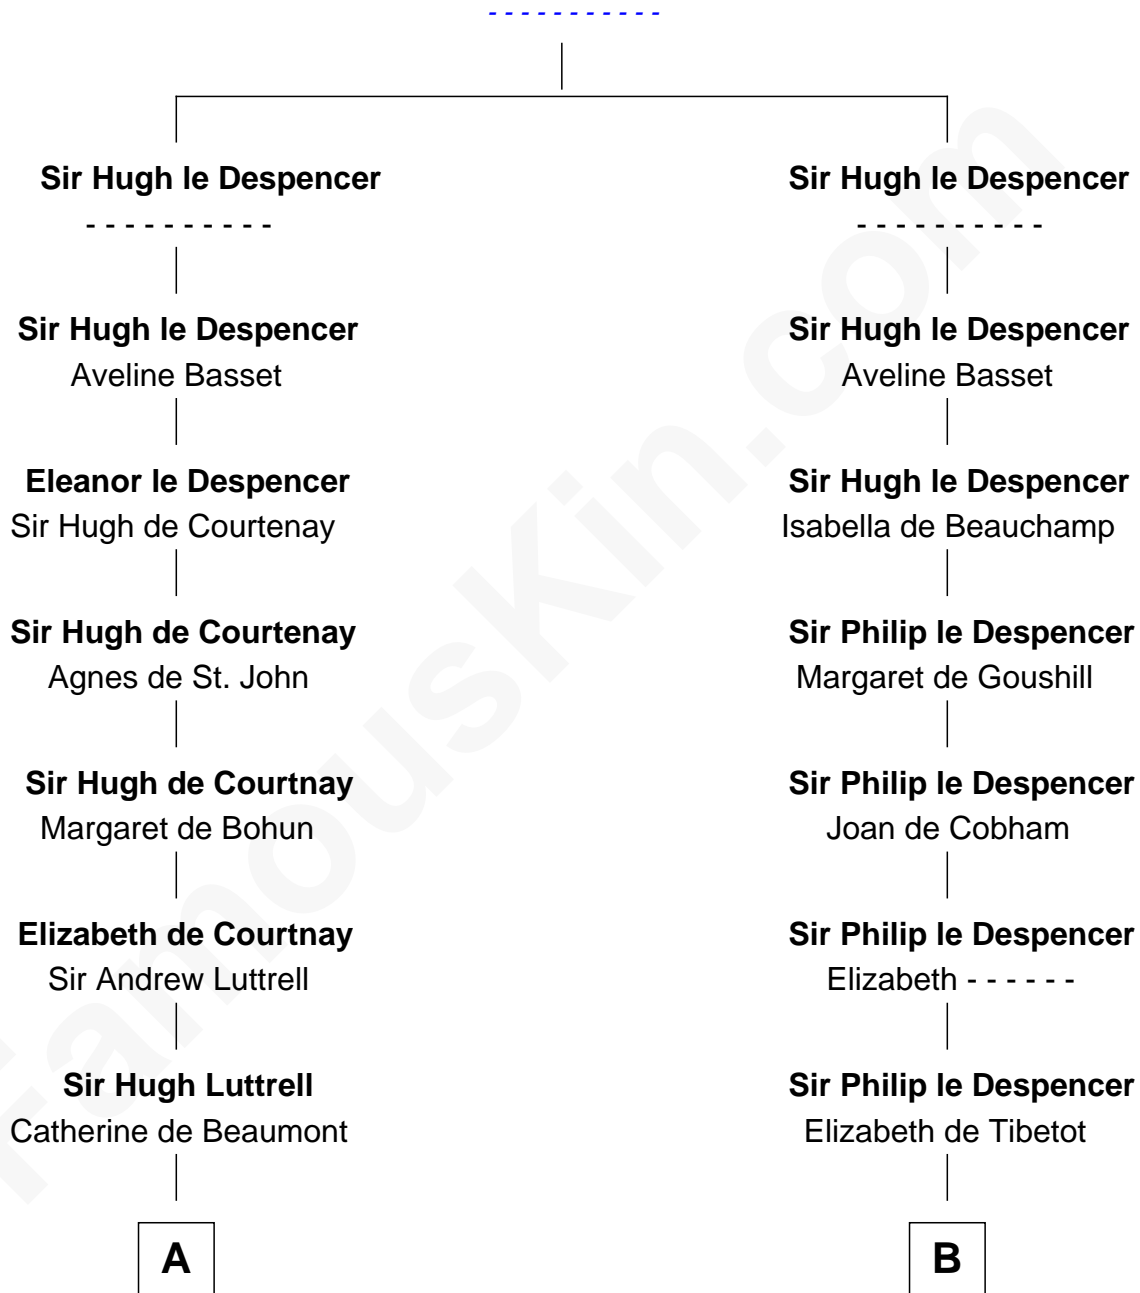 - - - - - - - - - - -
Sir Hugh le Despencer
- - - - - - - - - -
Sir Hugh le Despencer
Aveline Basset
Eleanor le Despencer
Sir Hugh de Courtenay
Sir Hugh de Courtenay
Agnes de St. John
Sir Hugh de Courtnay
Margaret de Bohun
Elizabeth de Courtnay
Sir Andrew Luttrell
Sir Hugh Luttrell
Catherine de Beaumont
A
Sir Hugh le Despencer
- - - - - - - - - -
Sir Hugh le Despencer
Aveline Basset
Sir Hugh le Despencer
Isabella de Beauchamp
Sir Philip le Despencer
Margaret de Goushill
Sir Philip le Despencer
Joan de Cobham
Sir Philip le Despencer
Elizabeth - - - - - -
Sir Philip le Despencer
Elizabeth de Tibetot
B
FamousKin.com